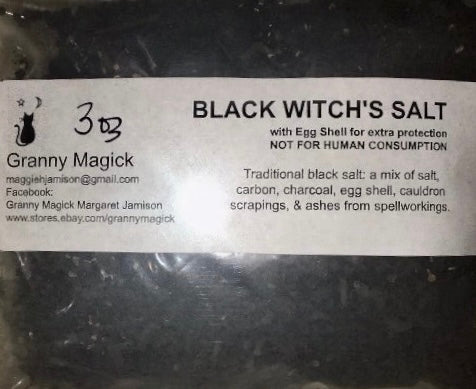 3 oz
Granny Magick
maggiehjamison@gmail.com
Facebook:
Granny Magick Margaret Jamison
www.stores.ebay.com/grannymagick
BLACK WITCH'S SALT
with Egg Shell for extra protection
NOT FOR HUMAN CONSUMPTION
Traditional black salt: a mix of salt,
carbon, charcoal, egg shell, cauldron
scrapings, & ashes from spellworkings.